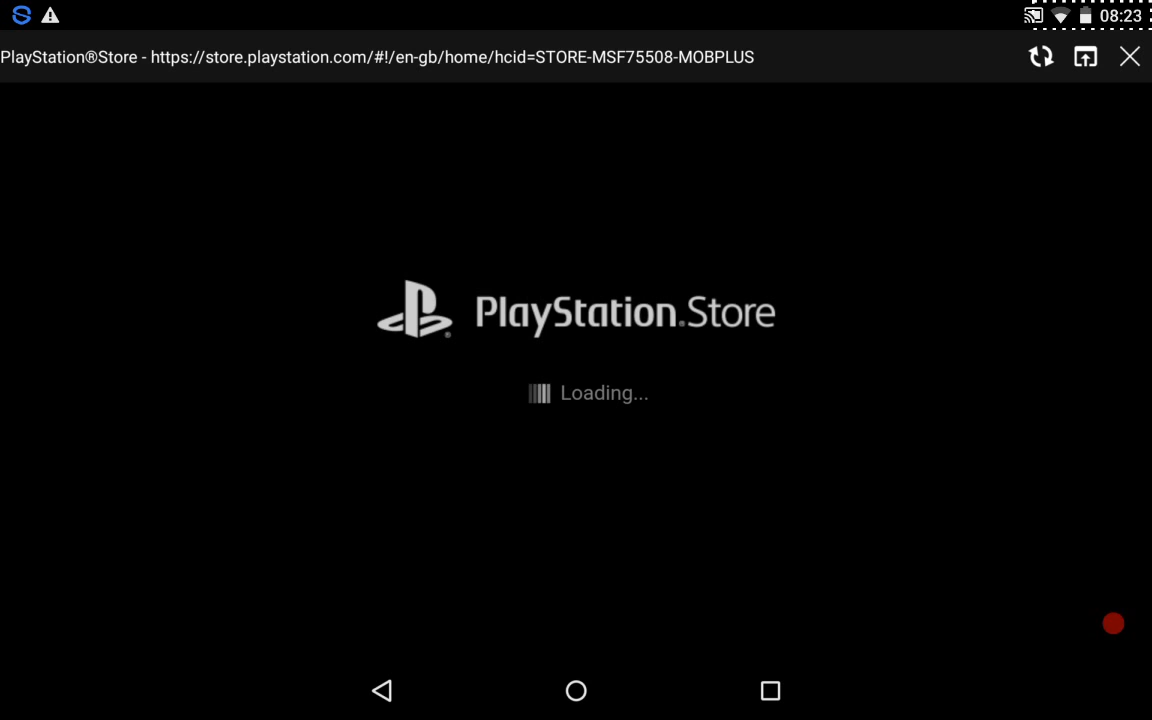 08:23
PlayStation®Store - https://store.playstation.com/#!/en-gb/home/hcid=STORE-MSF75508-MOBPLUS
PlayStation®Store
Loading...